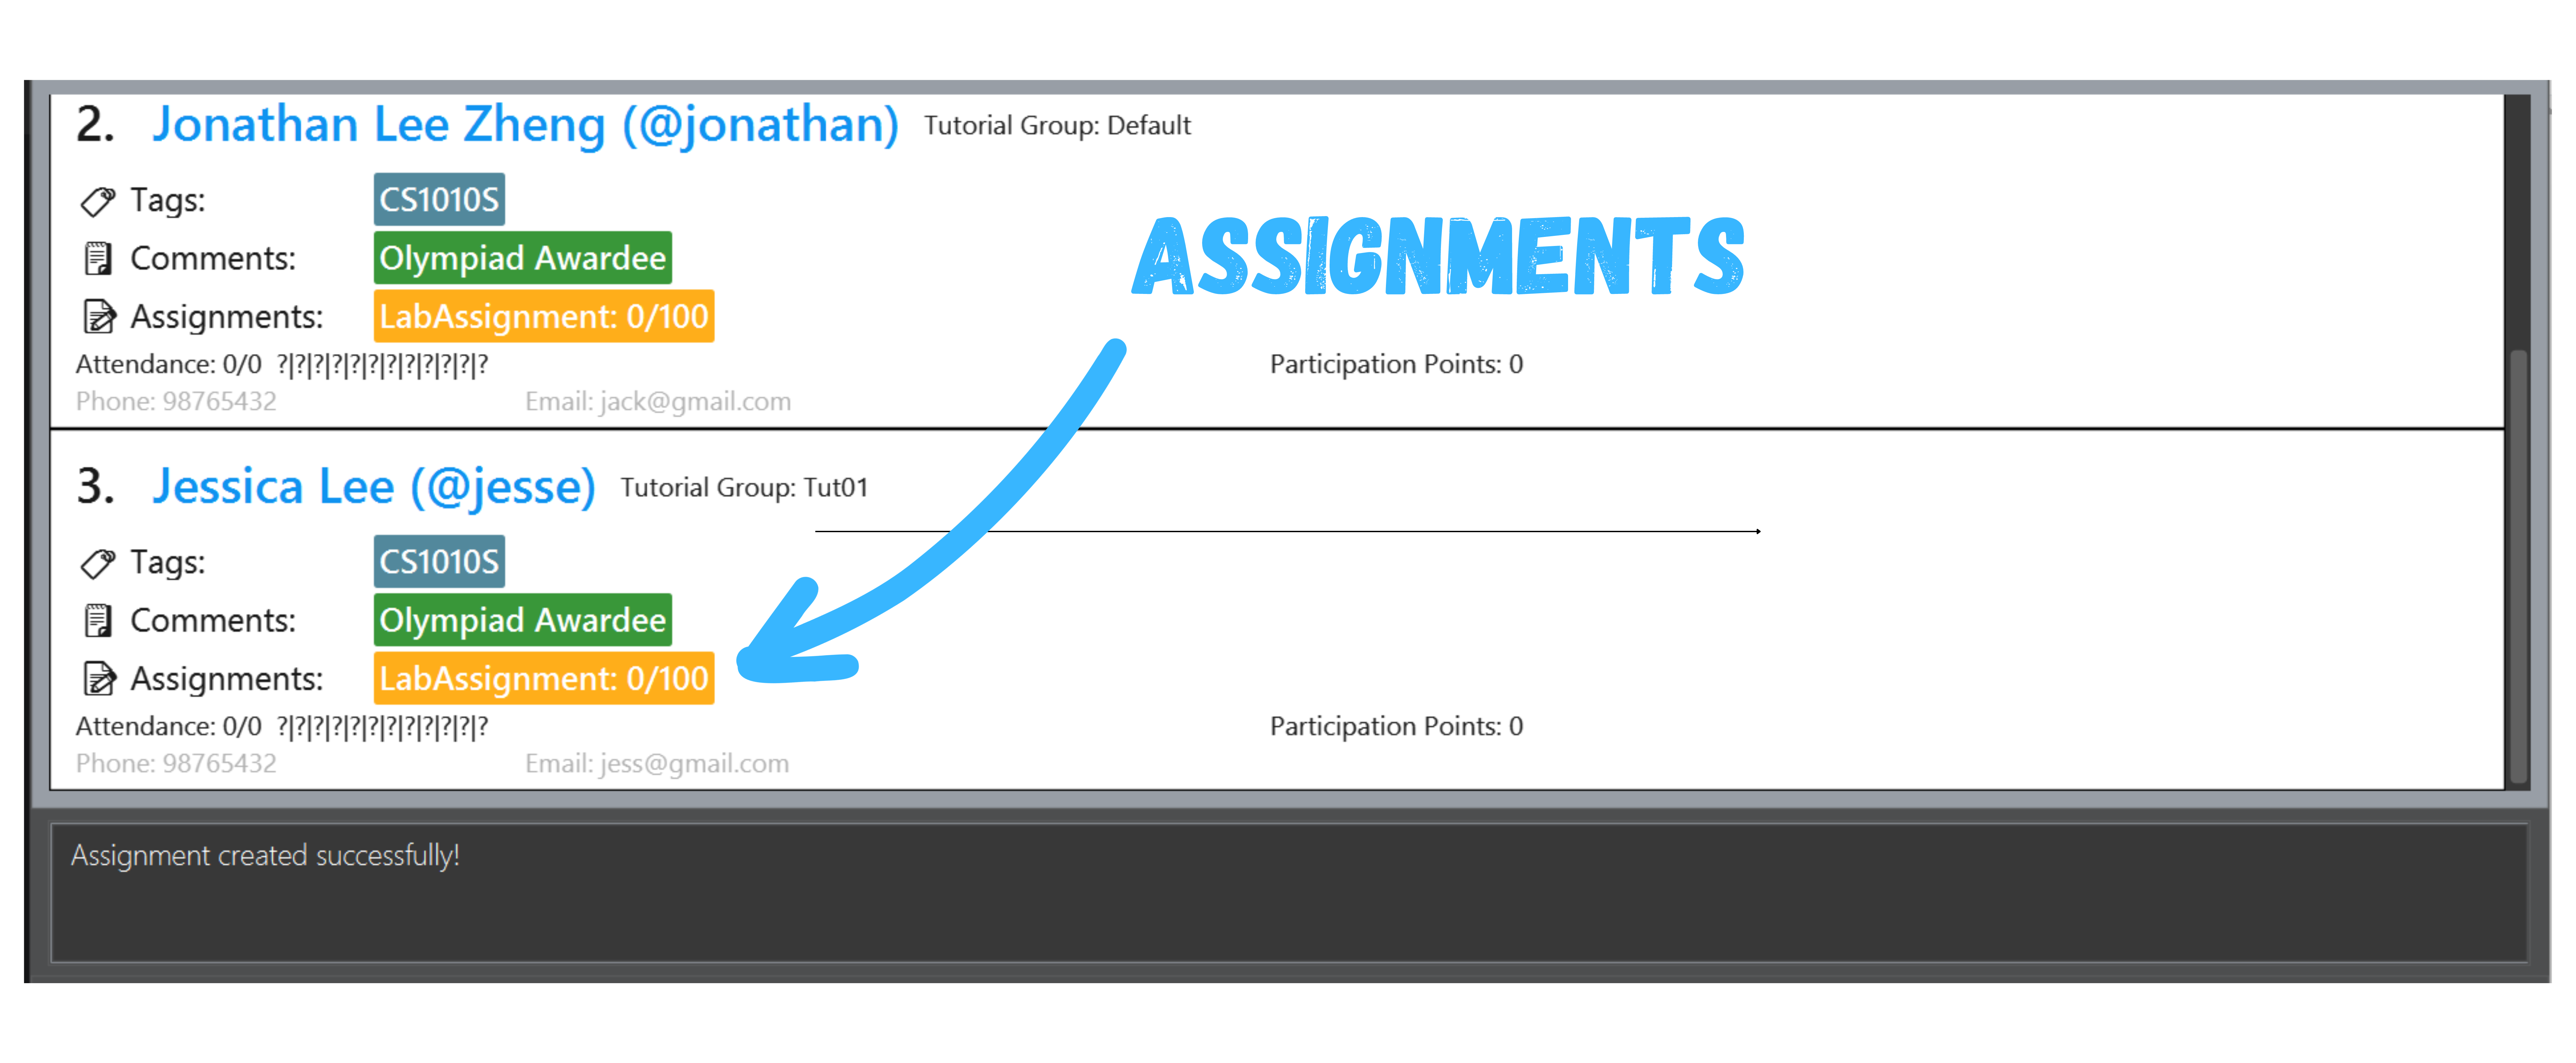 2. Jonathan Lee Zheng (@jonathan) Tutorial Group: Default
Tags: CS1010S
Comments: Olympiad Awardee
Assignments: LabAssignment: 0/100
Attendance: 0/0 ?|?|?|?|?|?|?|?|?|?|?|? Participation Points: 0
Phone: 98765432 Email: jack@gmail.com
ASSIGNMENTS
3. Jessica Lee (@jesse) Tutorial Group: Tut01
Tags: CS1010S
Comments: Olympiad Awardee
Assignments: LabAssignment: 0/100
Attendance: 0/0 ?|?|?|?|?|?|?|?|?|?|?|? Participation Points: 0
Phone: 98765432 Email: jess@gmail.com
Assignment created successfully!